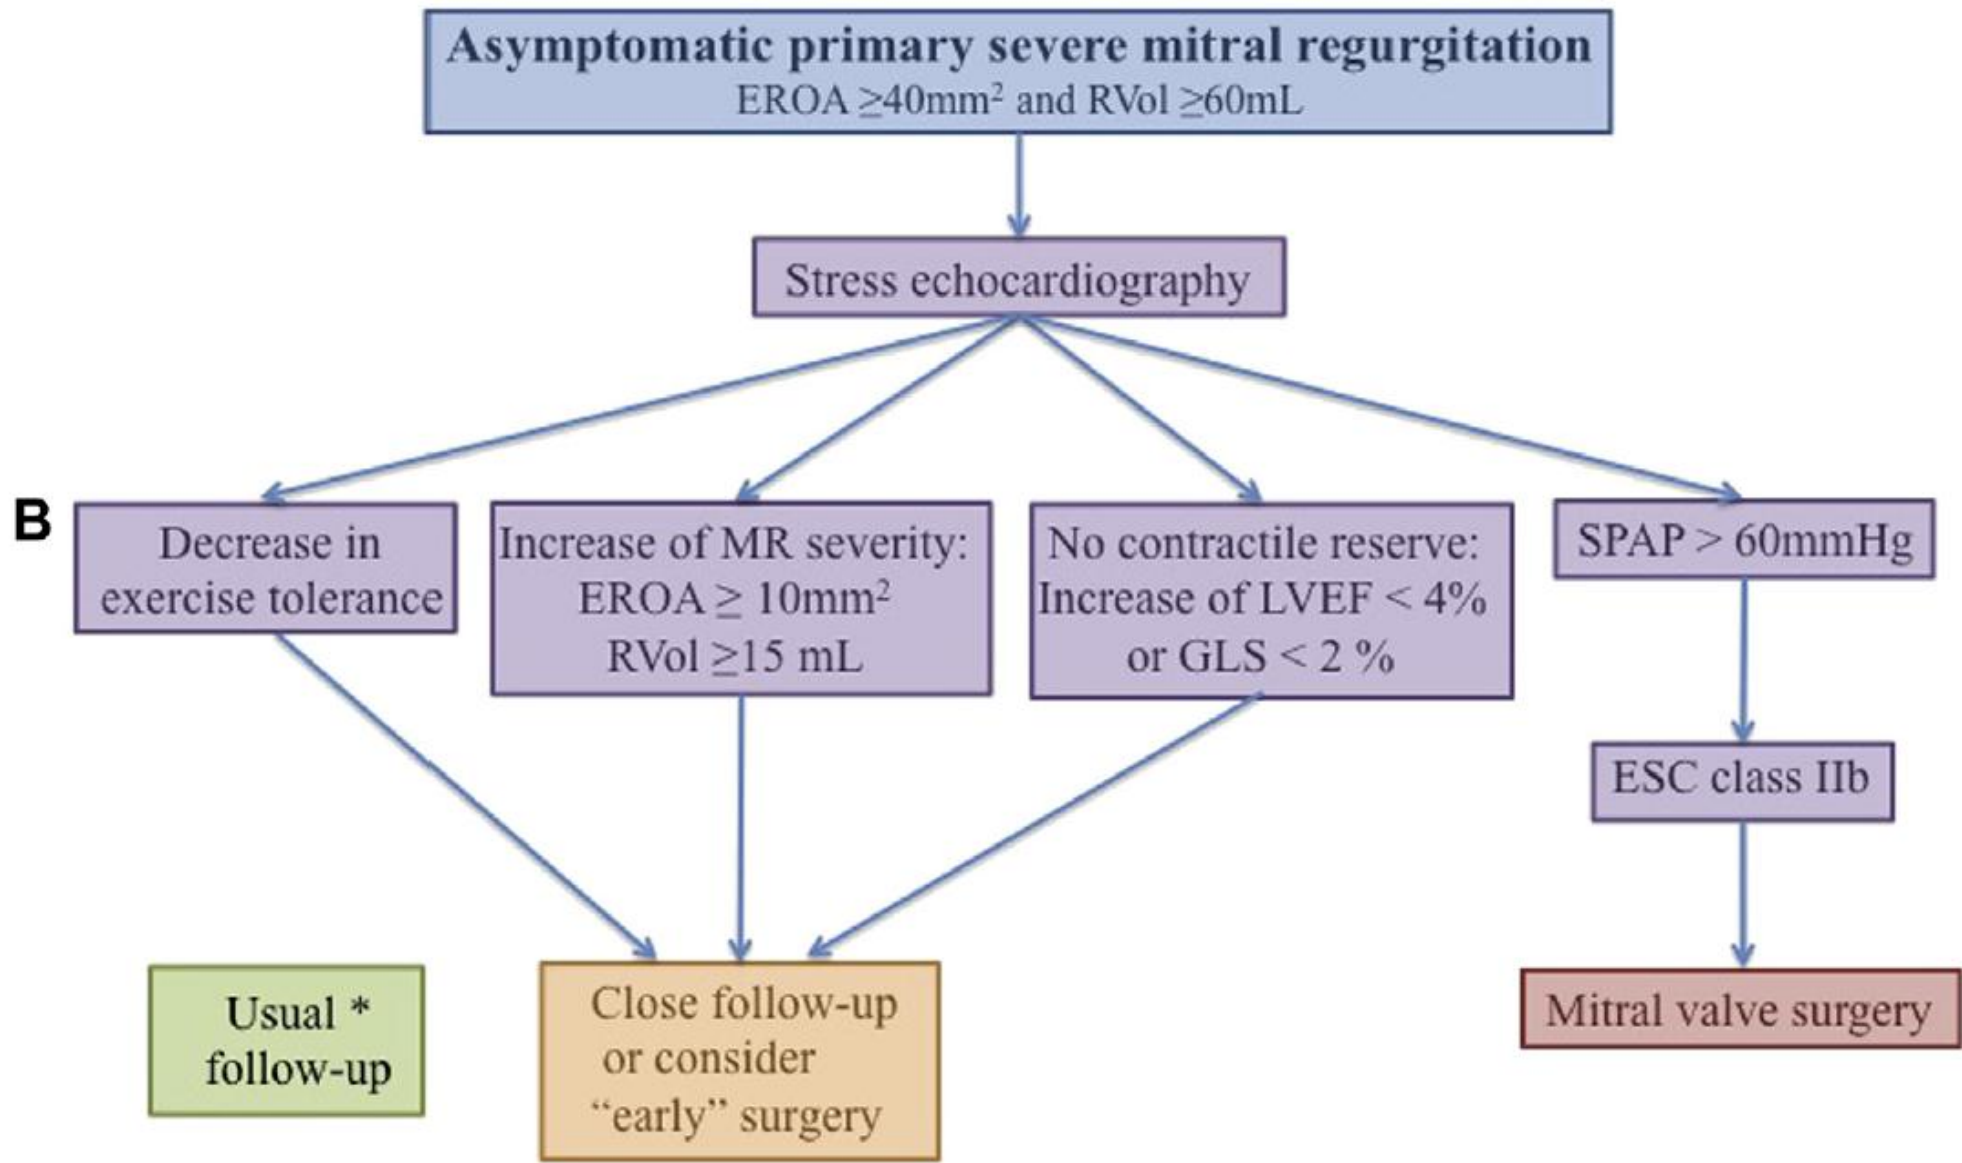 Asymptomatic primary severe mitral regurgitation
EROA ≥40mm² and RVol ≥60mL
Stress echocardiography
B
Decrease in
exercise tolerance
Increase of MR severity:
EROA ≥ 10mm²
RVol ≥15 mL
No contractile reserve:
Increase of LVEF < 4%
or GLS < 2 %
SPAP > 60mmHg
ESC class IIb
Usual *
follow-up
Close follow-up
or consider
“early” surgery
Mitral valve surgery